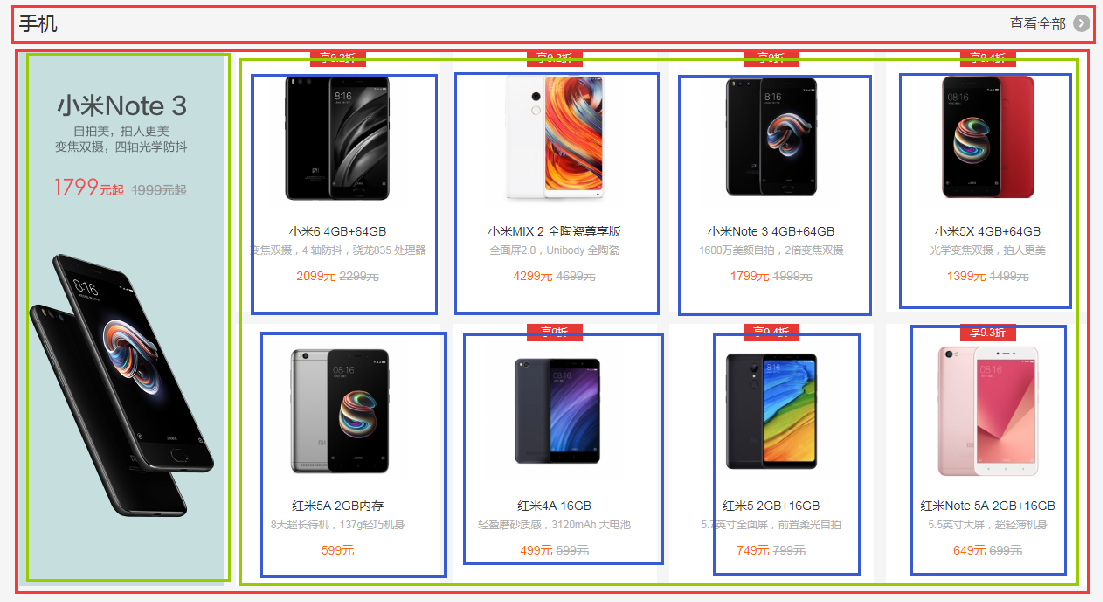 手机
查看全部
小米Note 3
自拍美，拍人更美
变焦双摄，四轴光学防抖
1799元起 1999元起
享9.2折
享9.2折
享9折
享9.4折
小米6 4GB+64GB
变焦双摄，4 轴防抖，骁龙835 处理器
2099元 2299元
小米MIX 2 全陶瓷尊享版
全面屏2.0，Unibody 全陶瓷
4299元 4699元
小米Note 3 4GB+64GB
1600万美颜自拍，2倍变焦双摄
1799元 1999元
小米5X 4GB+64GB
光学变焦双摄，拍人更美
1399元 1499元
享9折
享9.4折
享9.3折
红米5A 2GB内存
8天超长待机，137g轻巧机身
599元
红米4A 16GB
轻盈磨砂质感，3120mAh 大电池
499元 599元
红米5 2GB+16GB
5.7英寸全面屏，前置柔光自拍
749元 799元
红米Note 5A 2GB+16GB
5.5英寸大屏，超轻薄机身
649元 699元